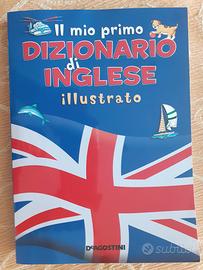 Il mio primo
DIZIONARIO
di
INGLESE
illustrato
DeAGOSTINI
subito